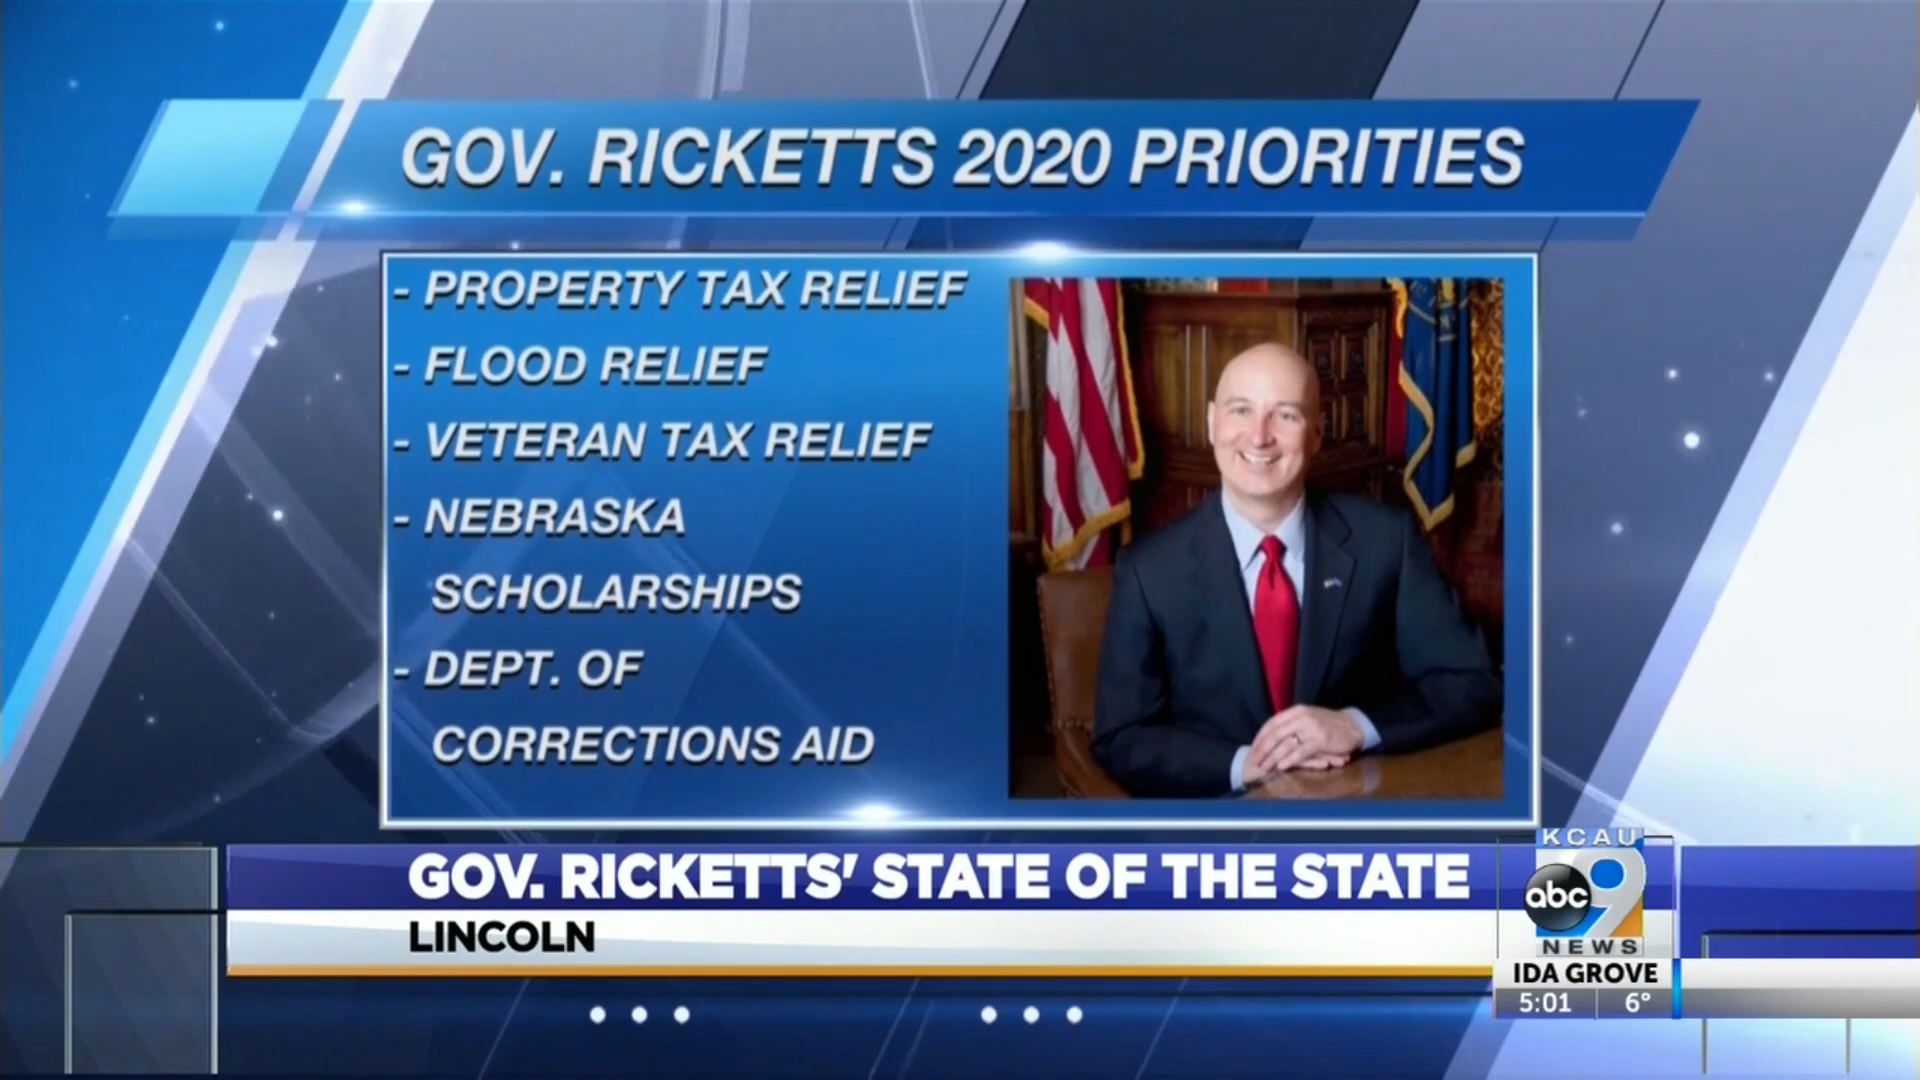 GOV. RICKETTS 2020 PRIORITIES
- PROPERTY TAX RELIEF
- FLOOD RELIEF
- VETERAN TAX RELIEF
- NEBRASKA
SCHOLARSHIPS
- DEPT. OF
CORRECTIONS AID
GOV. RICKETTS' STATE OF THE STATE
LINCOLN
KCAU
abc 9
NEWS
IDA GROVE
5:01 6°